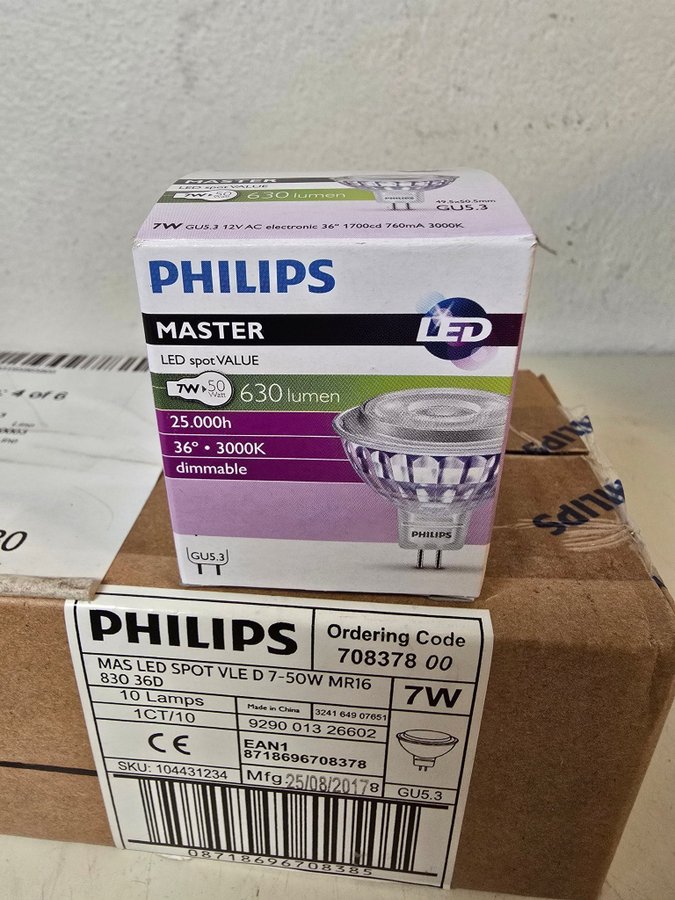 MASTER
LED spot VALUE
7W 50 630 lumen
PHILIPS
49.5x50.5mm
GU5.3
7W GU5.3 12V AC electronic 36° 1700cd 760mA 3000K
PHILIPS
MASTER
LED
LED spot VALUE
7W 50 Watt 630 lumen
25.000h
36° • 3000K
dimmable
PHILIPS
GU5.3
4 of 6
Line
Line
PHILIPS
PHILIPS
PHILIPS
Ordering Code
708378 00
MAS LED SPOT VLE D 7-50W MR16
830 36D
7W
10 Lamps
1CT/10
Made in China
3241 649 07651
9290 013 26602
CE
EAN1
8718696708378
SKU: 104431234
Mfg 25/08/2017 8
GU5.3
08718696708385